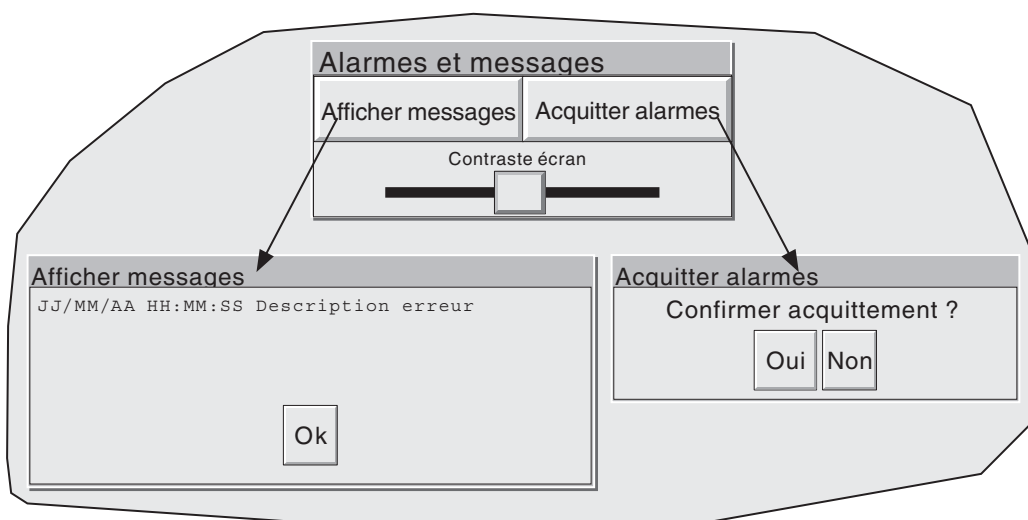 Alarmes et messages
Afficher messages
Acquitter alarmes
Contraste écran
Afficher messages
JJ/MM/AA HH:MM:SS Description erreur
Ok
Acquitter alarmes
Confirmer acquittement ?
Oui
Non